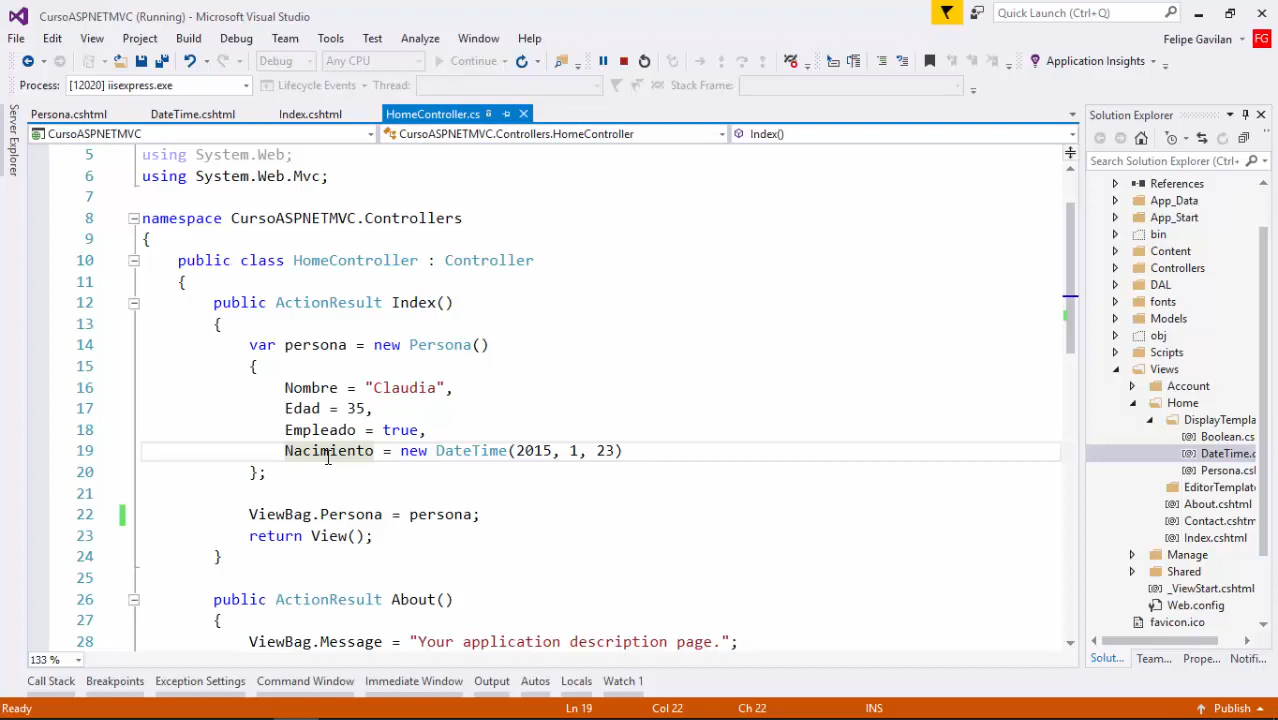 CursoASPNETMVC (Running) - Microsoft Visual Studio
Quick Launch (Ctrl+Q)
File Edit View Project Build Debug Team Tools Test Analyze Window Help
Felipe Gavilan FG
Debug Any CPU Continue Application Insights
Process: [12020] iisexpress.exe Lifecycle Events Thread: Stack Frame:
Server Explorer
Persona.cshtml DateTime.cshtml Index.cshtml HomeController.cs
CursoASPNETMVC CursoASPNETMVC.Controllers.HomeController Index()
5 using System.Web;
6 using System.Web.Mvc;
7
8 namespace CursoASPNETMVC.Controllers
9 {
10 public class HomeController : Controller
11 {
12 public ActionResult Index()
13 {
14 var persona = new Persona()
15 {
16 Nombre = "Claudia",
17 Edad = 35,
18 Empleado = true,
19 Nacimiento = new DateTime(2015, 1, 23)
20 };
21
22 ViewBag.Persona = persona;
23 return View();
24 }
25
26 public ActionResult About()
27 {
28 ViewBag.Message = "Your application description page.";
133 %
Solution Explorer
Search Solution Explorer (Ctrl+
References
App_Data
App_Start
bin
Content
Controllers
DAL
fonts
Models
obj
Scripts
Views
Account
Home
DisplayTempla
Boolean.cs
DateTime.c
Persona.csl
EditorTemplat
About.cshtml
Contact.cshtm
Index.cshtml
Manage
Shared
_ViewStart.cshtml
Web.config
favicon.ico
Solut... Team... Prope... Notifi...
Call Stack Breakpoints Exception Settings Command Window Immediate Window Output Autos Locals Watch 1
Ready Ln 19 Col 22 Ch 22 INS Publish